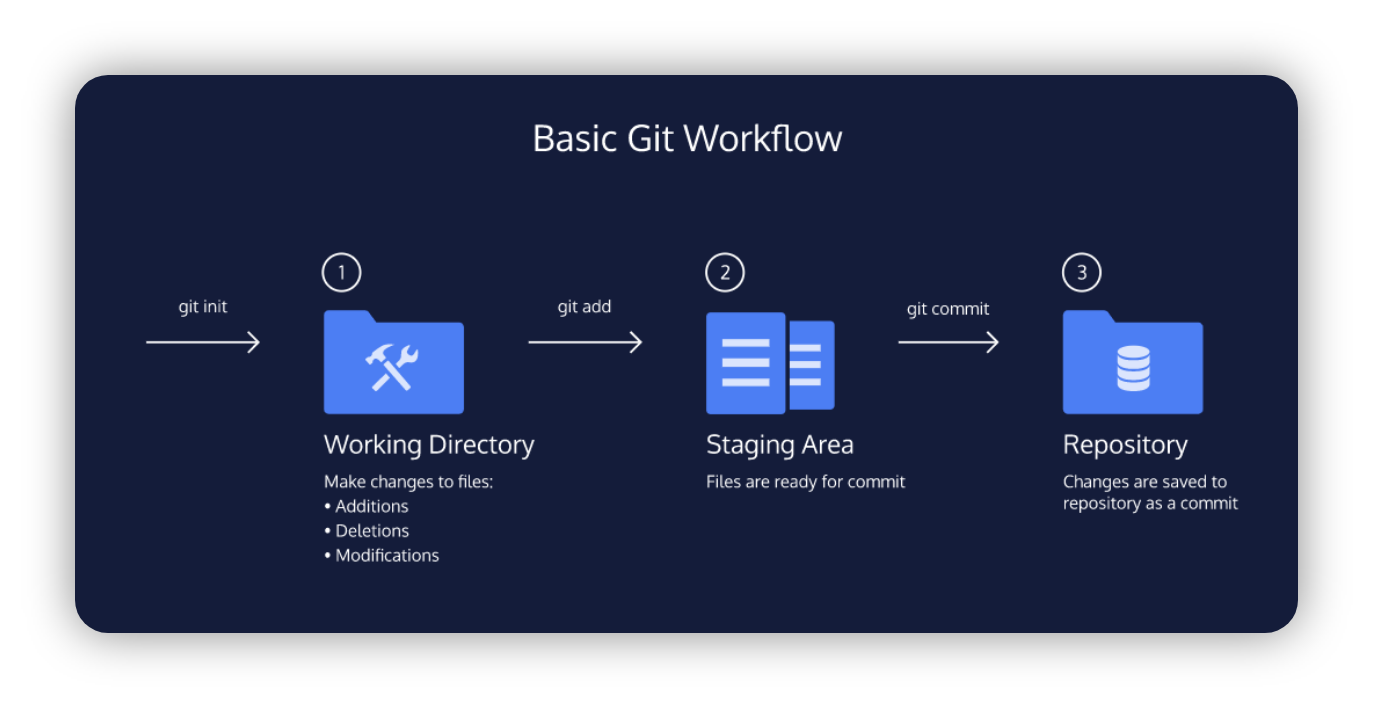 Basic Git Workflow
git init
1
Working Directory
Make changes to files:
• Additions
• Deletions
• Modifications
git add
2
Staging Area
Files are ready for commit
git commit
3
Repository
Changes are saved to
repository as a commit